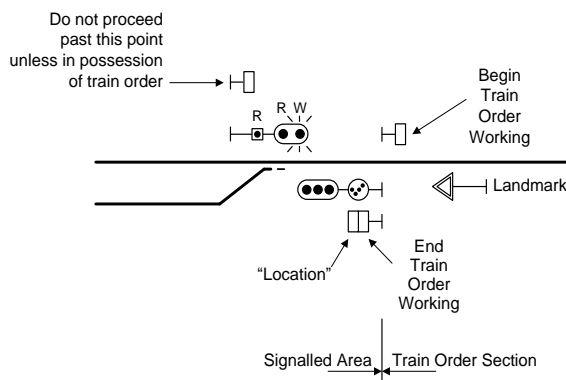 Do not proceed
past this point
unless in possession
of train order
R
R W
Begin
Train
Order
Working
Landmark
"Location"
End
Train
Order
Working
Signalled Area
Train Order Section